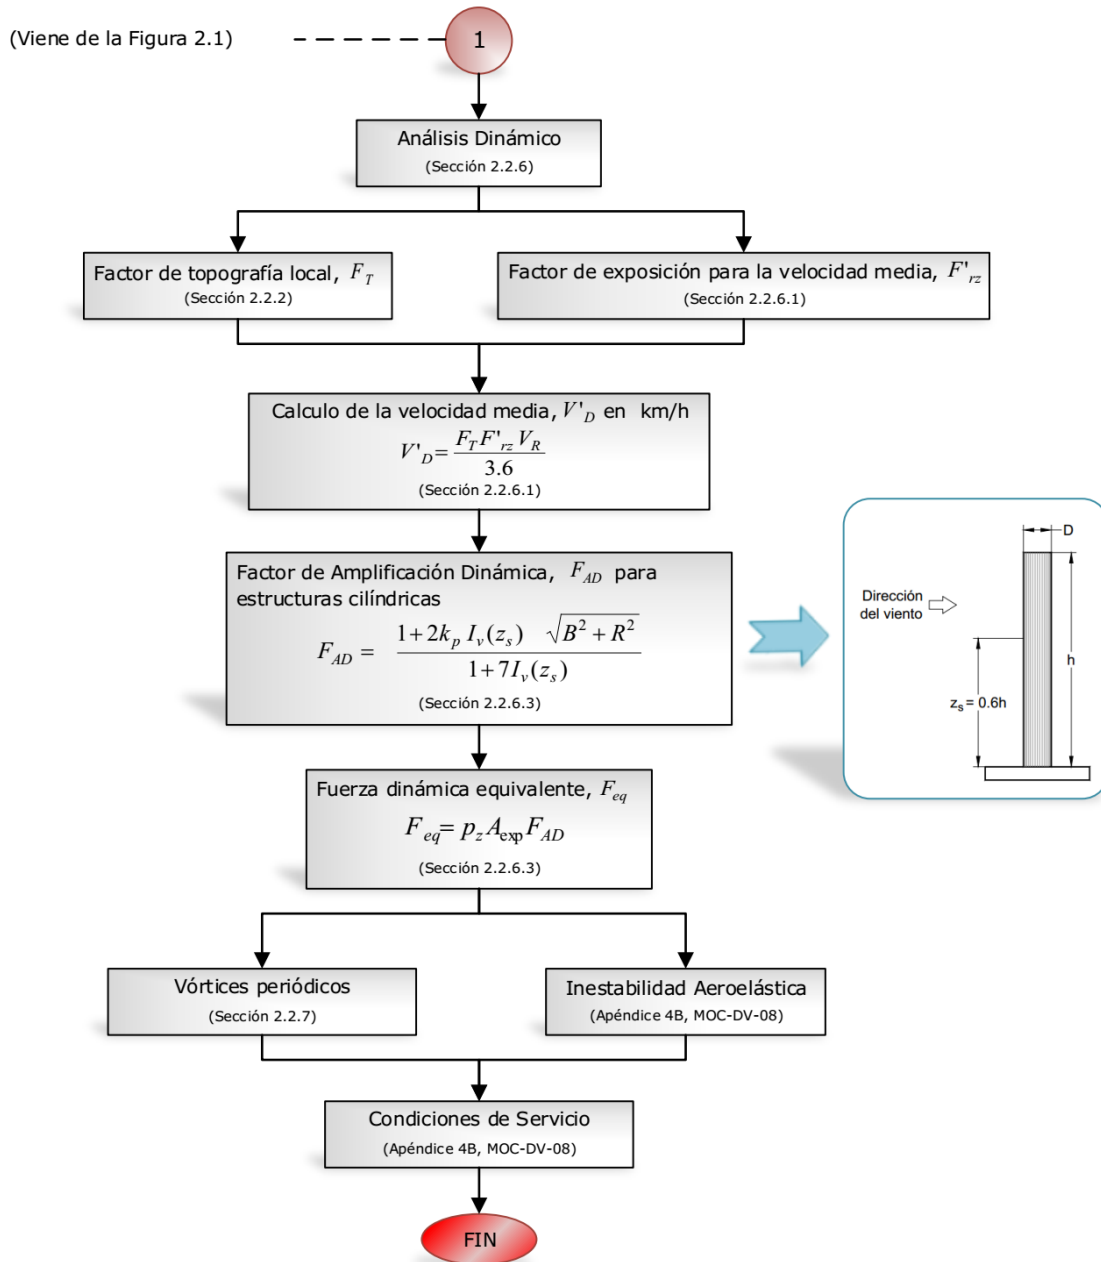 (Viene de la Figura 2.1)
1
Análisis Dinámico
(Sección 2.2.6)
Factor de topografía local, F_T
(Sección 2.2.2)
Factor de exposición para la velocidad media, F'_rz
(Sección 2.2.6.1)
Calculo de la velocidad media, V'_D en km/h
V'_D = F_T F'_rz V_R / 3.6
(Sección 2.2.6.1)
Factor de Amplificación Dinámica, F_AD para
estructuras cilíndricas
F_AD = (1 + 2k_p I_v(z_s) √(B² + R²)) / (1 + 7I_v(z_s))
(Sección 2.2.6.3)
D
Dirección
del viento
h
z_s = 0.6h
Fuerza dinámica equivalente, F_eq
F_eq = p_z A_exp F_AD
(Sección 2.2.6.3)
Vórtices periódicos
(Sección 2.2.7)
Inestabilidad Aeroelástica
(Apéndice 4B, MOC-DV-08)
Condiciones de Servicio
(Apéndice 4B, MOC-DV-08)
FIN